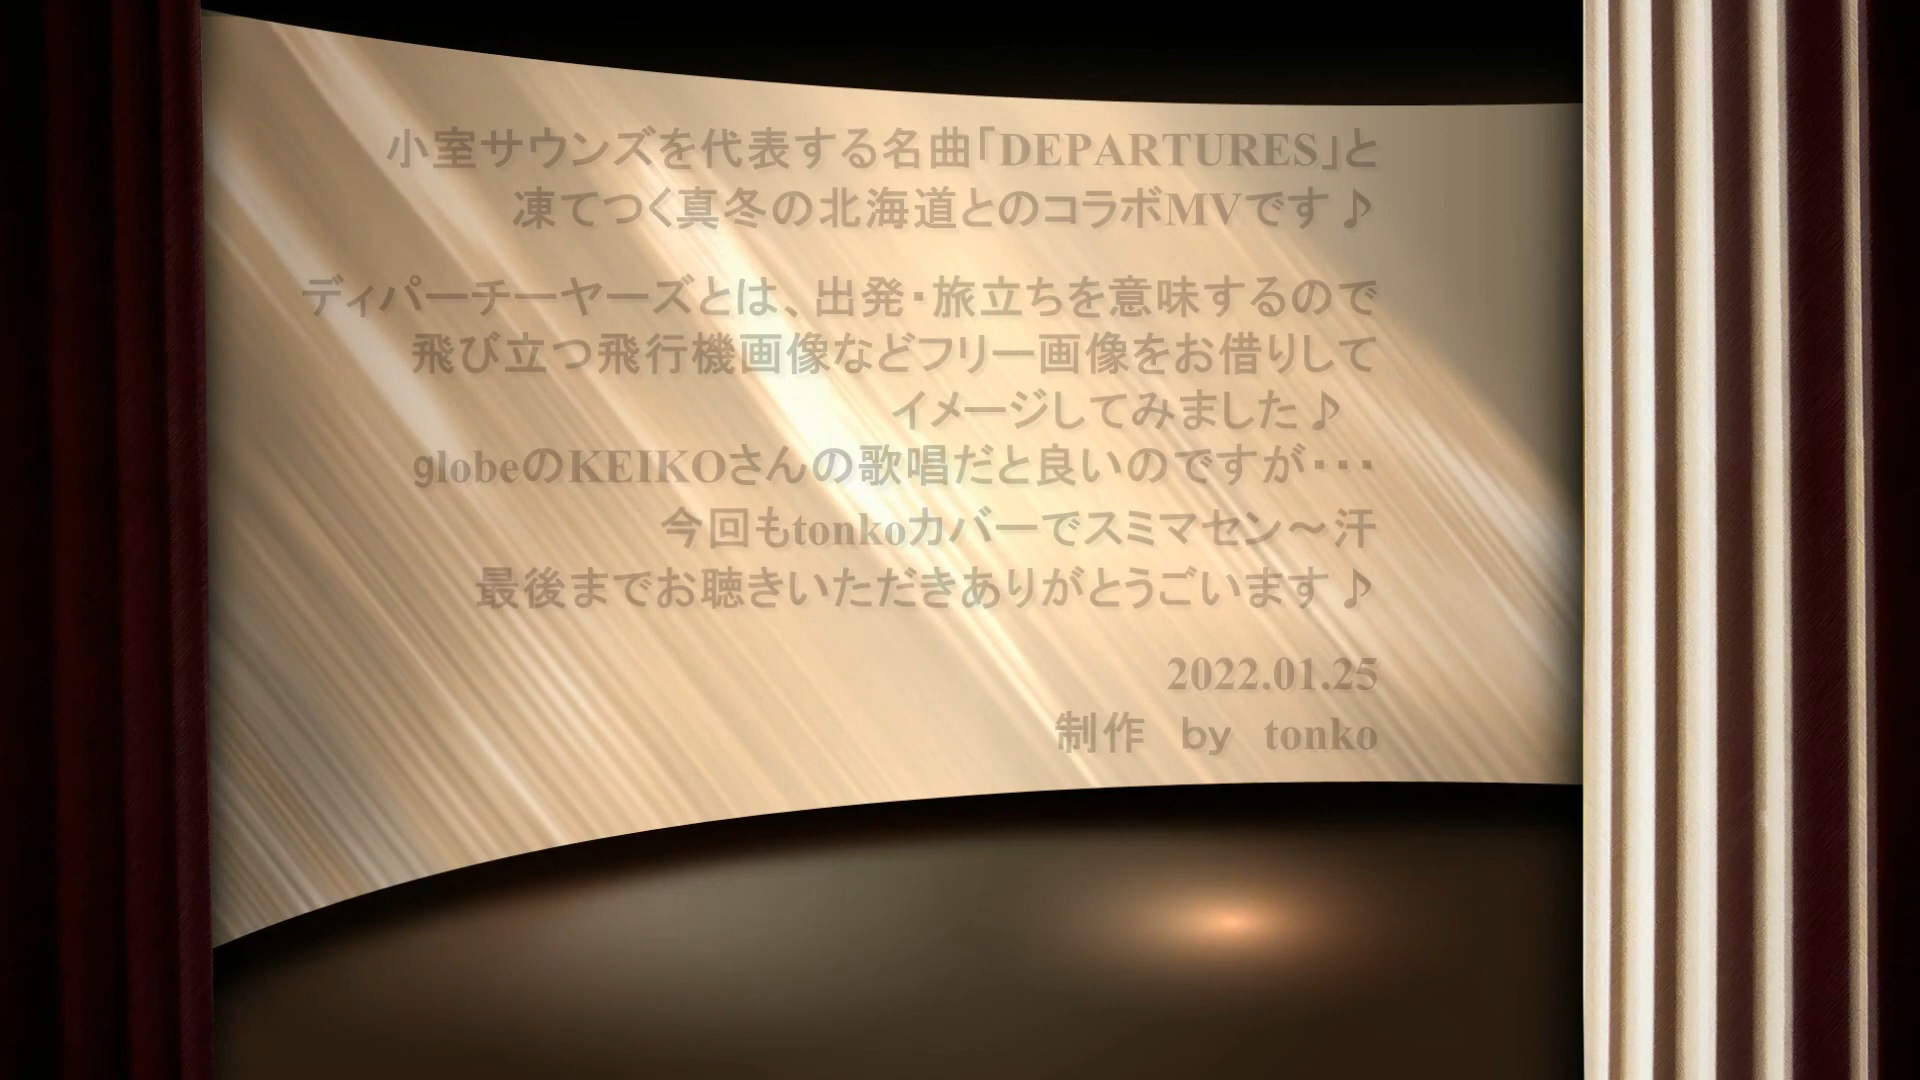 小室サウンズを代表する名曲「DEPARTURES」と
凍てつく真冬の北海道とのコラボMVです♪
ディパーチーヤーズとは、出発・旅立ちを意味するので
飛び立つ飛行機画像などフリー画像をお借りして
イメージしてみました♪
globeのKEIKOさんの歌唱だと良いのですが・・・
今回もtonkoカバーでスミマセン～汗
最後までお聴きいただきありがとうございます♪
2022.01.25
制作　by　tonko